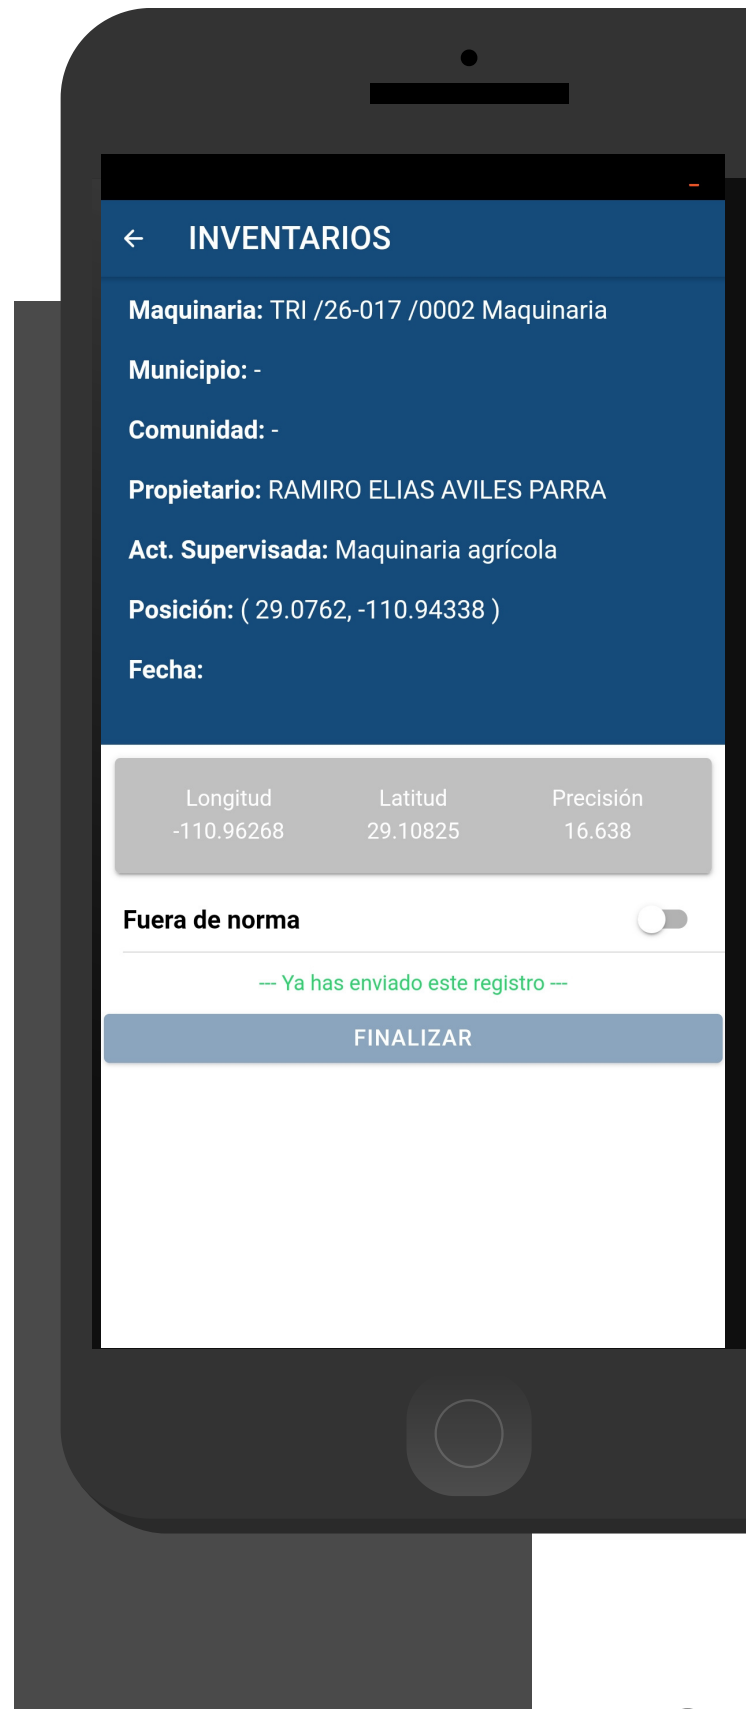 INVENTARIOS
Maquinaria: TRI /26-017 /0002 Maquinaria
Municipio: -
Comunidad: -
Propietario: RAMIRO ELIAS AVILES PARRA
Act. Supervisada: Maquinaria agrícola
Posición: ( 29.0762, -110.94338 )
Fecha:
Longitud Latitud Precisión
-110.96268 29.10825 16.638
Fuera de norma
--- Ya has enviado este registro ---
FINALIZAR